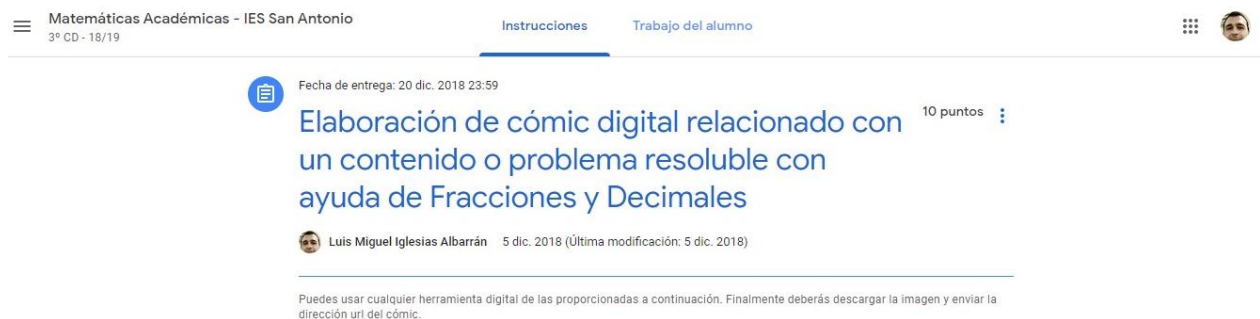 Matemáticas Académicas - IES San Antonio
3º CD - 18/19
Instrucciones
Trabajo del alumno
Fecha de entrega: 20 dic. 2018 23:59
Elaboración de cómic digital relacionado con
un contenido o problema resoluble con
ayuda de Fracciones y Decimales
10 puntos
Luis Miguel Iglesias Albarrán 5 dic. 2018 (Última modificación: 5 dic. 2018)
Puedes usar cualquier herramienta digital de las proporcionadas a continuación. Finalmente deberás descargar la imagen y enviar la
dirección url del cómic.